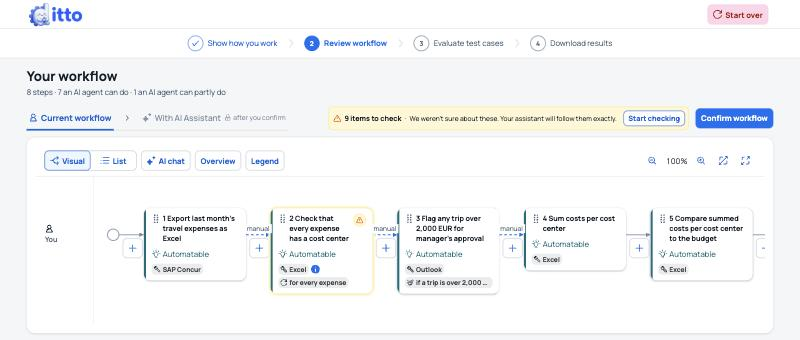 itto
Start over
Show how you work
2 Review workflow
3 Evaluate test cases
4 Download results
Your workflow
8 steps · 7 an AI agent can do · 1 an AI agent can partly do
Current workflow
With AI Assistant after you confirm
9 items to check · We weren't sure about these. Your assistant will follow them exactly.
Start checking
Confirm workflow
Visual
List
AI chat
Overview
Legend
100%
You
1 Export last month's
travel expenses as
Excel
Automatable
SAP Concur
manual
2 Check that
every expense
has a cost center
Automatable
Excel
for every expense
manual
3 Flag any trip over
2,000 EUR for
manager's approval
Automatable
Outlook
if a trip is over 2,000 ...
manual
4 Sum costs per cost
center
Automatable
Excel
5 Compare summed
costs per cost center
to the budget
Automatable
Excel